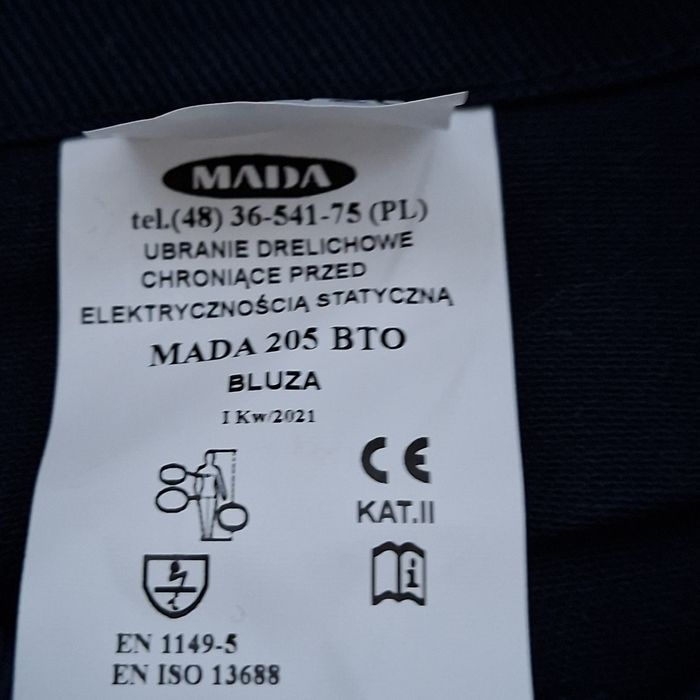 MADA
tel.(48) 36-541-75 (PL)
UBRANIE DRELICHOWE
CHRONIĄCE PRZED
ELEKTRYCZNOŚCIĄ STATYCZNĄ
MADA 205 BTO
BLUZA
I Kw/2021
CE
KAT.II
i
EN 1149-5
EN ISO 13688